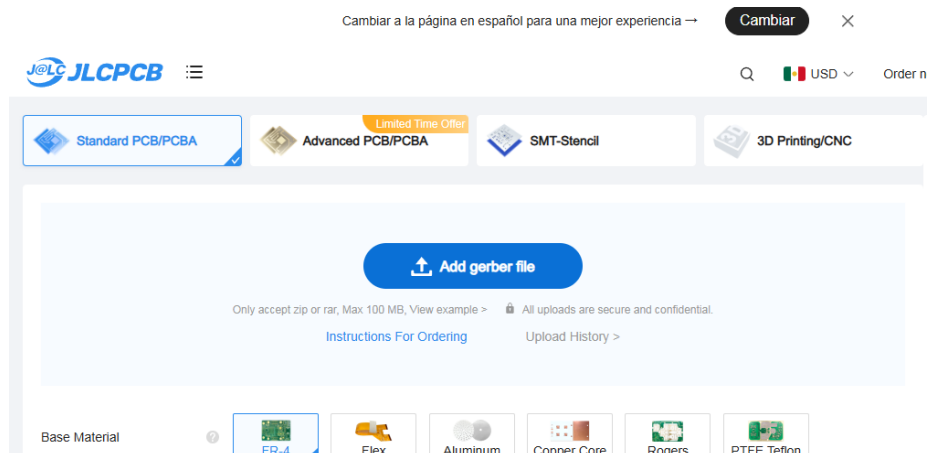 Cambiar a la página en español para una mejor experiencia → Cambiar
J@LC JLCPCB USD Order n
Limited Time Offer
Standard PCB/PCBA Advanced PCB/PCBA SMT-Stencil 3D Printing/CNC
Add gerber file
Only accept zip or rar, Max 100 MB, View example > All uploads are secure and confidential.
Instructions For Ordering Upload History >
Base Material ? FR-4 Flex Aluminum Copper Core Rogers PTFE Teflon